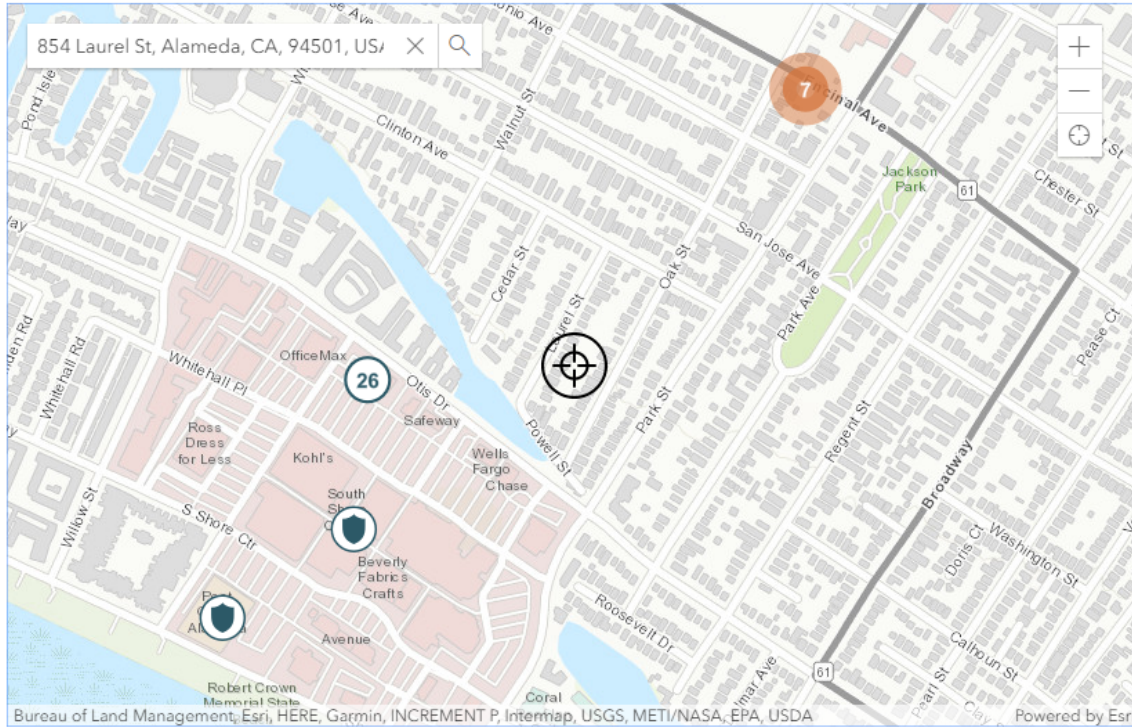 854 Laurel St, Alameda, CA, 94501, USA
Pond Isle
Clinton Ave
Walnut St
7
Encinal Ave
Jackson
Park
61
Chester St
San Jose Ave
Cedar St
Oak St
Laurel St
Park Ave
Pease Ct
Whitehall Rd
Whitehall Pl
OfficeMax
26
Otis Dr
Safeway
Park St
Ross
Dress
for Less
Kohl's
Wells
Fargo
Chase
Powell St
Regent St
Broadway
Willow St
S Shore Ctr
South
Beverly
Fabrics
Crafts
Doris Ct
Washington St
Avenue
Roosevelt Dr
Calhoun St
61
Pearl St
Robert Crown
Memorial State
Coral
Bureau of Land Management, Esri, HERE, Garmin, INCREMENT P, Intermap, USGS, METI/NASA, EPA, USDA
Powered by Esri